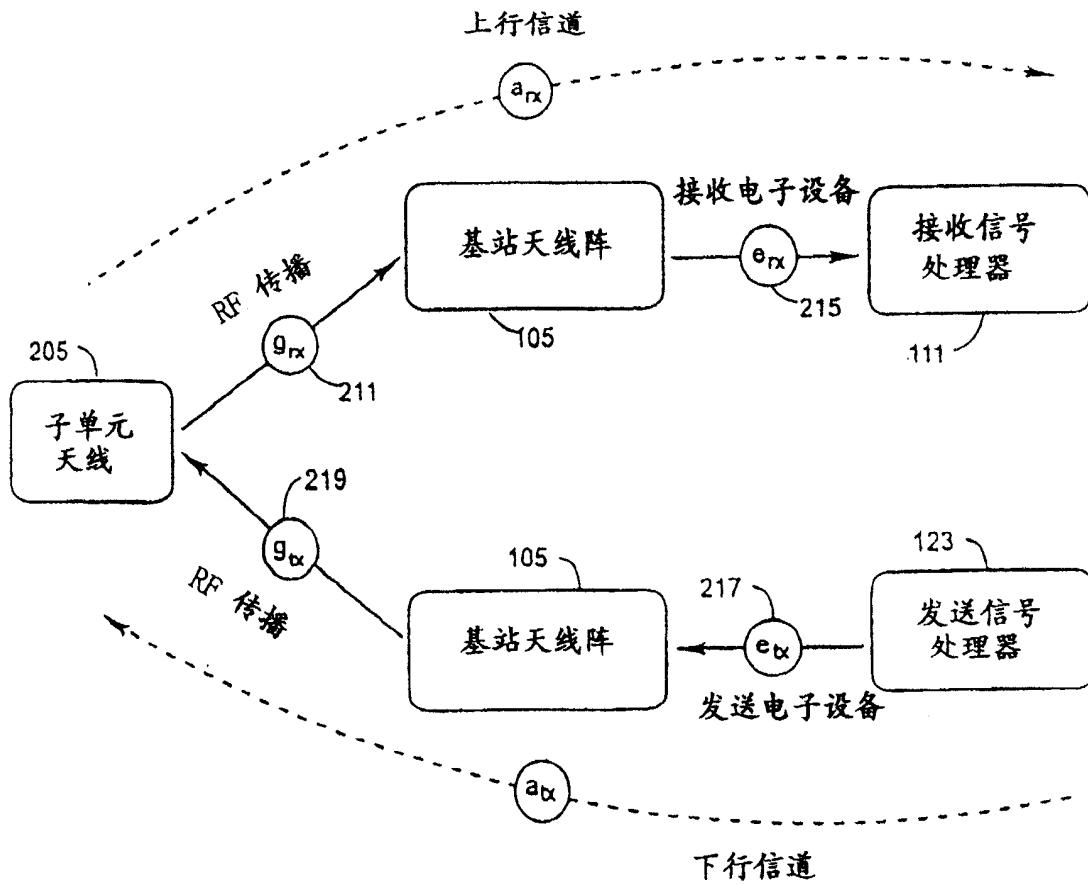 上行信道
a_rx
接收电子设备
基站天线阵
e_rx
接收信号
处理器
RF 传播
215
105
111
g_rx
205
211
子单元
天线
219
g_tx
105
123
217
RF 传播
基站天线阵
e_tx
发送信号
处理器
发送电子设备
a_tx
下行信道